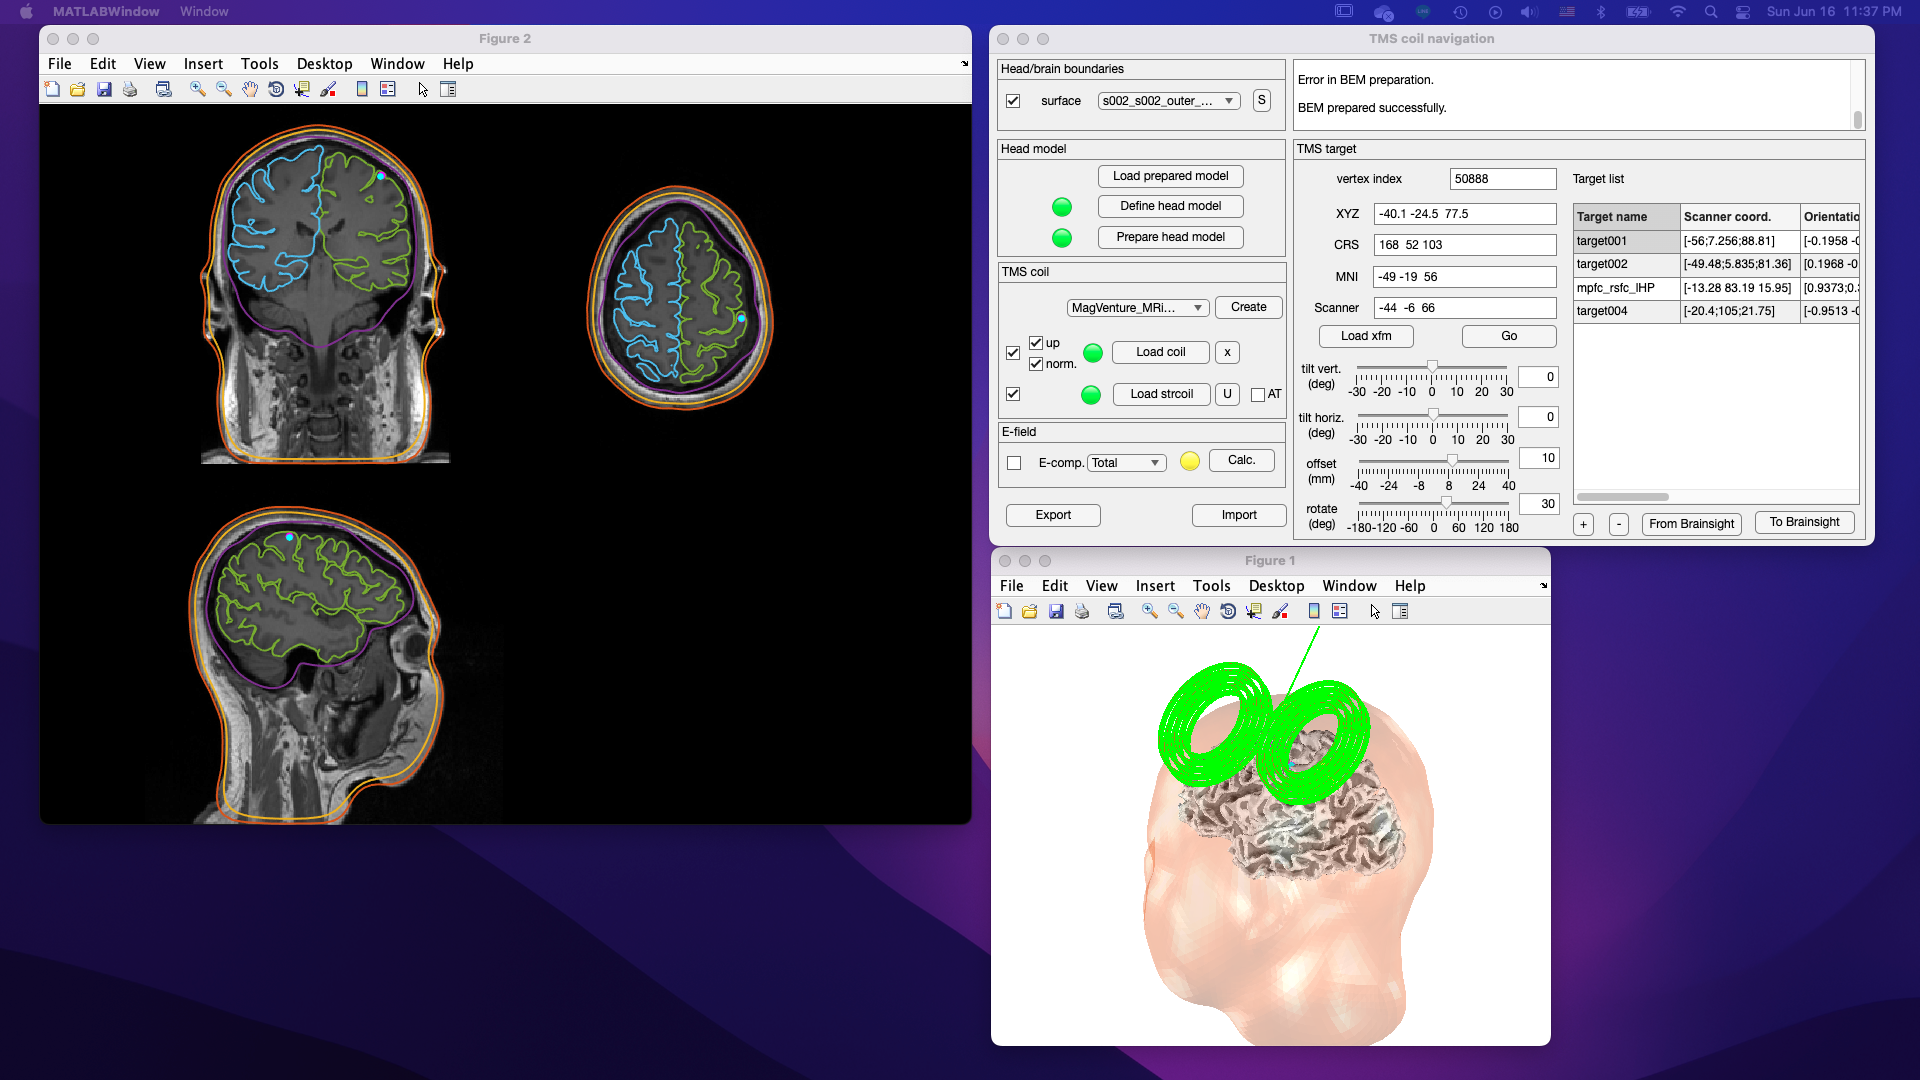 MATLABWindow Window
Sun Jun 16 11:37 PM
Figure 2
File Edit View Insert Tools Desktop Window Help
TMS coil navigation
Head/brain boundaries
surface s002_s002_outer_... S
Error in BEM preparation.
BEM prepared successfully.
Head model
Load prepared model
Define head model
Prepare head model
TMS coil
MagVenture_MRi... Create
up
norm.
Load coil x
Load strcoil U AT
E-field
E-comp. Total Calc.
Export Import
TMS target
vertex index 50888
XYZ -40.1 -24.5 77.5
CRS 168 52 103
MNI -49 -19 56
Scanner -44 -6 66
Load xfm Go
tilt vert. (deg) 0
-30 -20 -10 0 10 20 30
tilt horiz. (deg) 0
-30 -20 -10 0 10 20 30
offset (mm) 10
-40 -24 -8 8 24 40
rotate (deg) 30
-180 -120 -60 0 60 120 180
Target list
Target name Scanner coord. Orientatio
target001 [-56;7.256;88.81] [-0.1958 -0
target002 [-49.48;5.835;81.36] [0.1968 -0
mpfc_rsfc_lHP [-13.28 83.19 15.95] [0.9373;0.3
target004 [-20.4;105;21.75] [-0.9513 -0
+ - From Brainsight To Brainsight
Figure 1
File Edit View Insert Tools Desktop Window Help